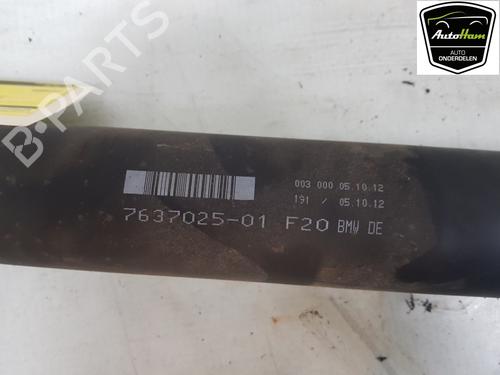 AutoHam
AUTO
ONDERDELEN
B-PARTS
003 000 05.10.12
191 / 05.10.12
7637025-01 F20 BMW DE